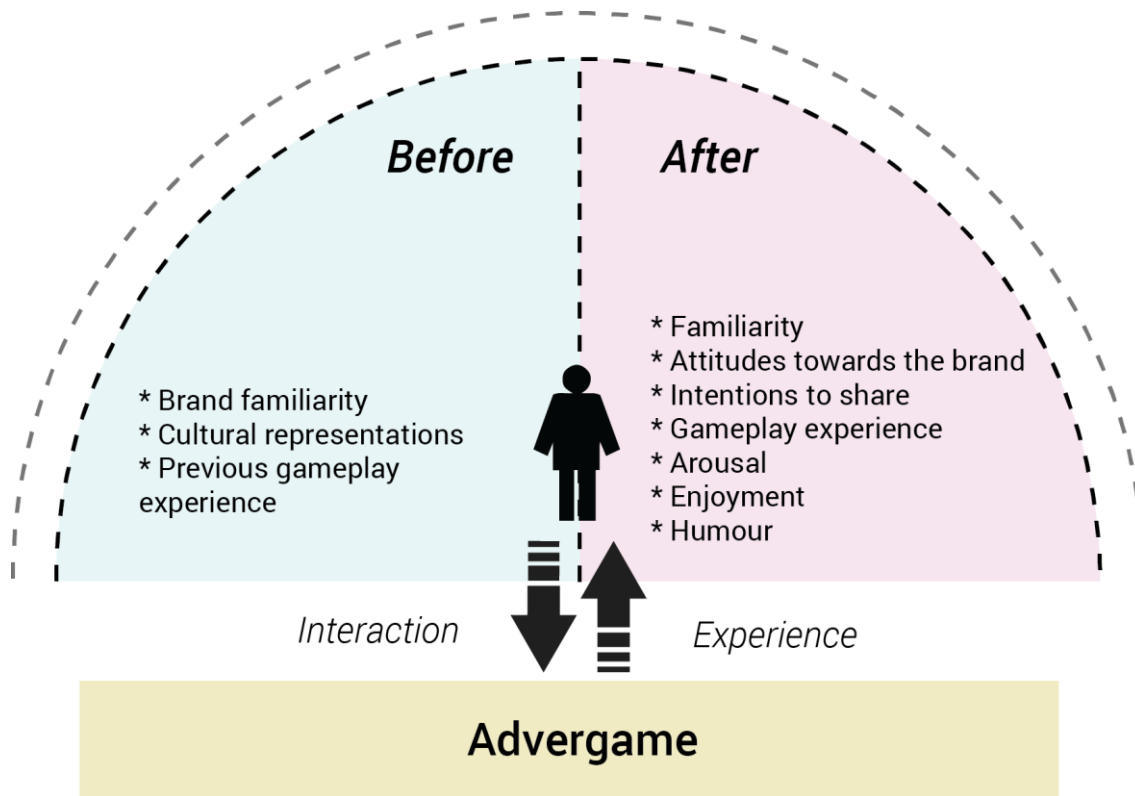 Before
After
* Brand familiarity
* Cultural representations
* Previous gameplay
experience
* Familiarity
* Attitudes towards the brand
* Intentions to share
* Gameplay experience
* Arousal
* Enjoyment
* Humour
Interaction
Experience
Advergame